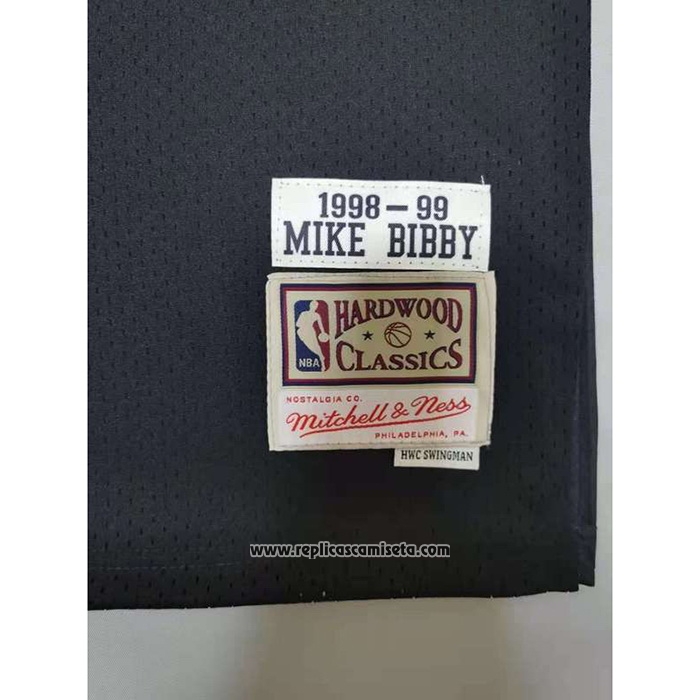 1998 – 99
MIKE BIBBY
HARDWOOD
NBA
CLASSICS
NOSTALGIA CO.
Mitchell & Ness
PHILADELPHIA, PA.
HWC SWINGMAN
www.replicascamiseta.com